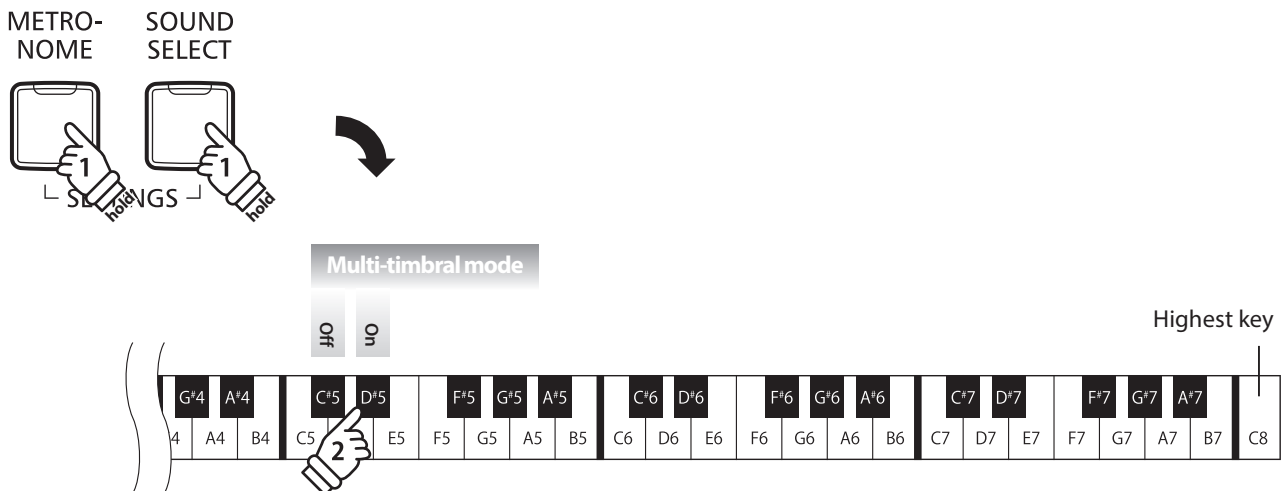 METRO-
NOME
SOUND
SELECT
1
hold
1
hold
Multi-timbral mode
Off
On
Highest key
G#4 A#4 C#5 D#5 F#5 G#5 A#5 C#6 D#6 F#6 G#6 A#6 C#7 D#7 F#7 G#7 A#7
4 A4 B4 C5 E5 F5 G5 A5 B5 C6 D6 E6 F6 G6 A6 B6 C7 D7 E7 F7 G7 A7 B7 C8
2